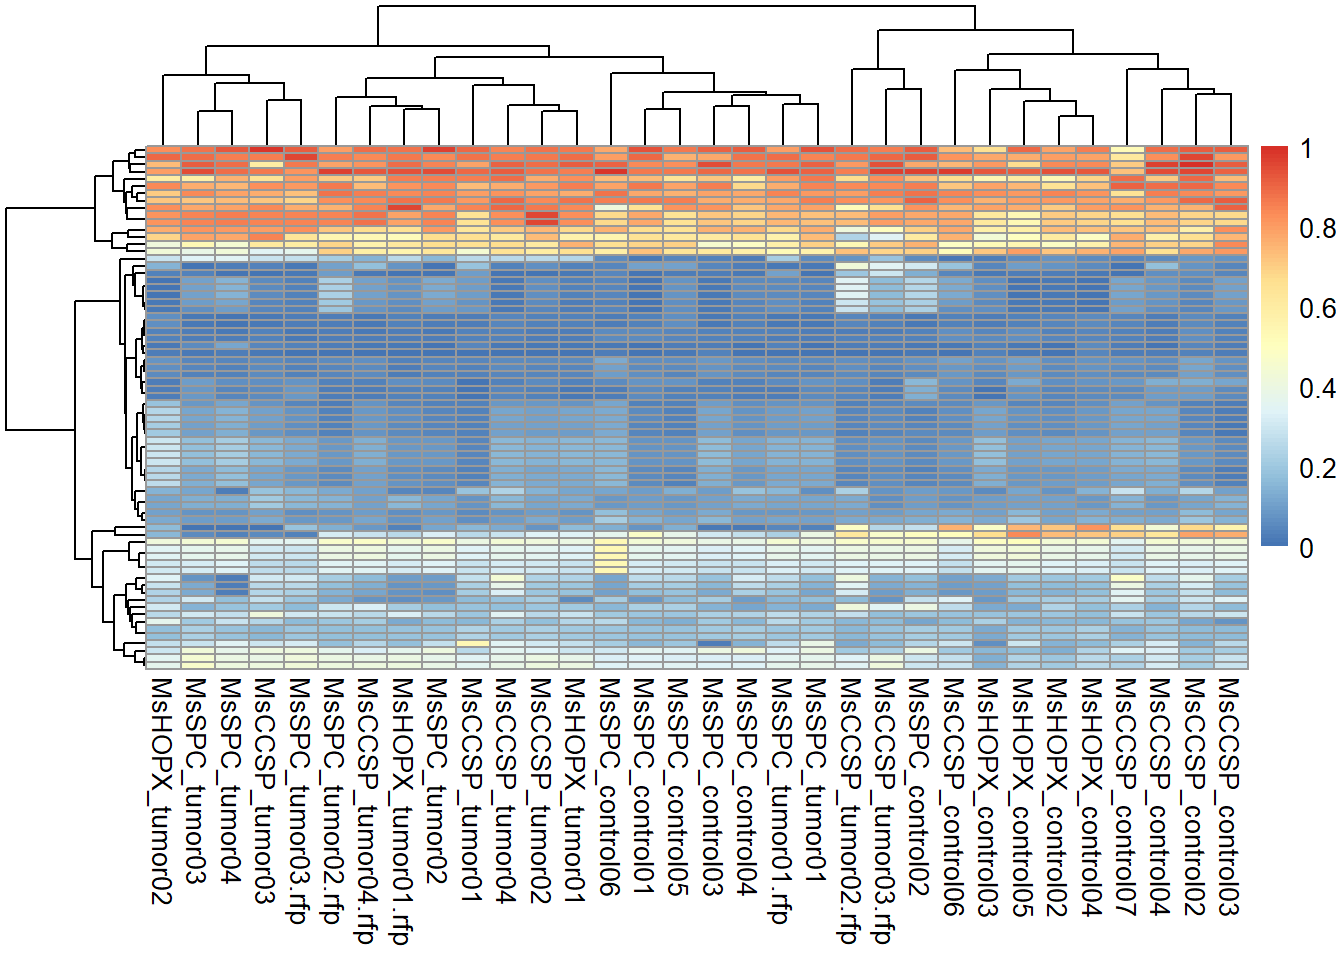 1
0.8
0.6
0.4
0.2
0
MsHOPX_tumor02
MsSPC_tumor03
MsSPC_tumor04
MsCCSP_tumor03
MsSPC_tumor03.rfp
MsSPC_tumor02.rfp
MsCCSP_tumor04.rfp
MsHOPX_tumor01.rfp
MsSPC_tumor02
MsCCSP_tumor01
MsCCSP_tumor04
MsCCSP_tumor02
MsHOPX_tumor01
MsSPC_control06
MsSPC_control01
MsSPC_control05
MsSPC_control03
MsSPC_control04
MsSPC_tumor01.rfp
MsSPC_tumor01
MsCCSP_tumor02.rfp
MsCCSP_tumor03.rfp
MsSPC_control02
MsCCSP_control06
MsHOPX_control03
MsHOPX_control05
MsHOPX_control02
MsHOPX_control04
MsCCSP_control07
MsCCSP_control04
MsCCSP_control02
MsCCSP_control03